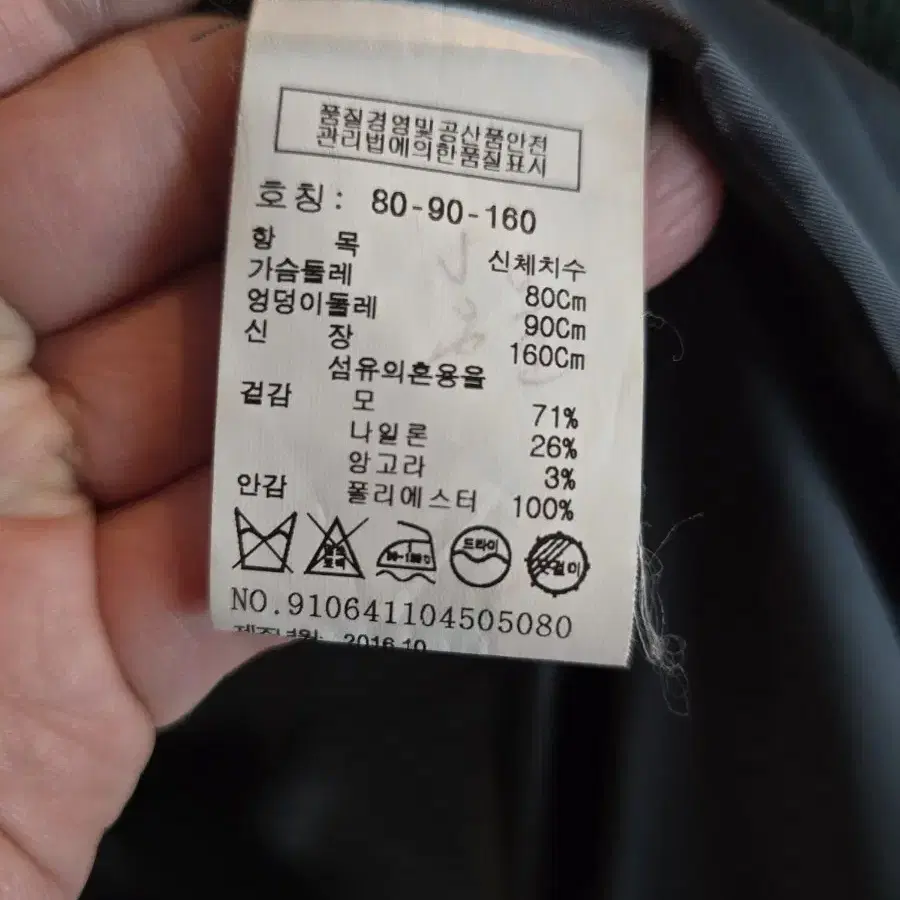 품질경영및공산품안전
관리법에의한품질표시
호칭: 80-90-160
항 목 신체치수
가슴둘레 80Cm
엉덩이둘레 90Cm
신 장 160Cm
섬유의혼용율
겉감 모 71%
나일론 26%
앙고라 3%
안감 폴리에스터 100%
드라이
NO.910641104505080
2016.10